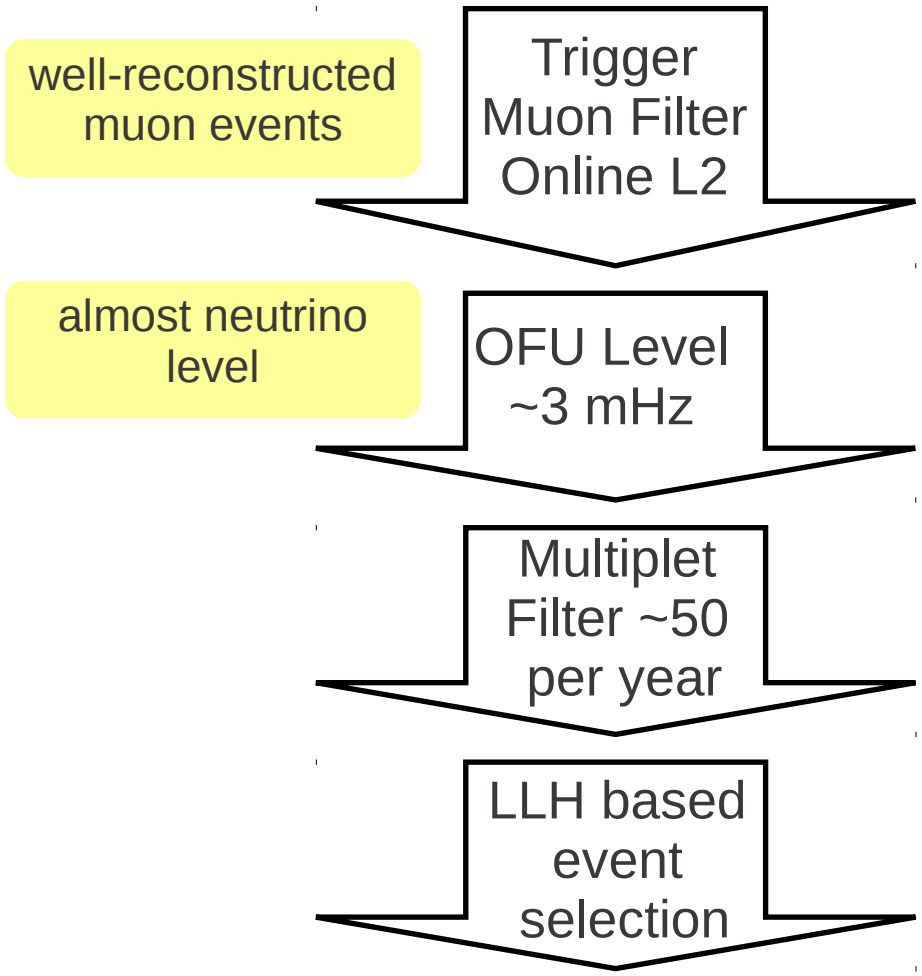 well-reconstructed
muon events
Trigger
Muon Filter
Online L2
almost neutrino
level
OFU Level
~3 mHz
Multiplet
Filter ~50
per year
LLH based
event
selection